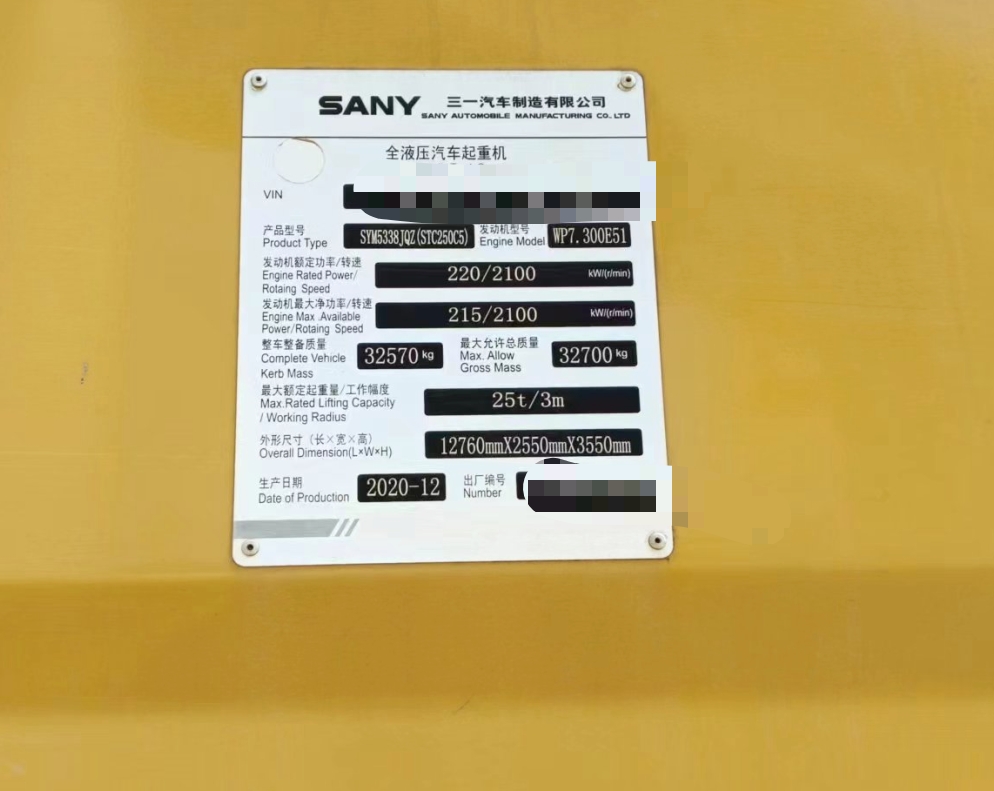 SANY 三一汽车制造有限公司
SANY AUTOMOBILE MANUFACTURING CO.,LTD
全液压汽车起重机
VIN
产品型号
Product Type
SYM5338JQZ(STC250C5)
发动机型号
Engine Model
WP7.300E51
发动机额定功率/转速
Engine Rated Power/
Rotaing Speed
220/2100 kW/(r/min)
发动机最大净功率/转速
Engine Max .Available
Power/Rotaing Speed
215/2100 kW/(r/min)
整车整备质量
Complete Vehicle
Kerb Mass
32570 kg
最大允许总质量
Max. Allow
Gross Mass
32700 kg
最大额定起重量/工作幅度
Max.Rated Lifting Capacity
/ Working Radius
25t/3m
外形尺寸（长×宽×高）
Overall Dimension(L×W×H)
12760mmX2550mmX3550mm
生产日期
Date of Production
2020-12
出厂编号
Number